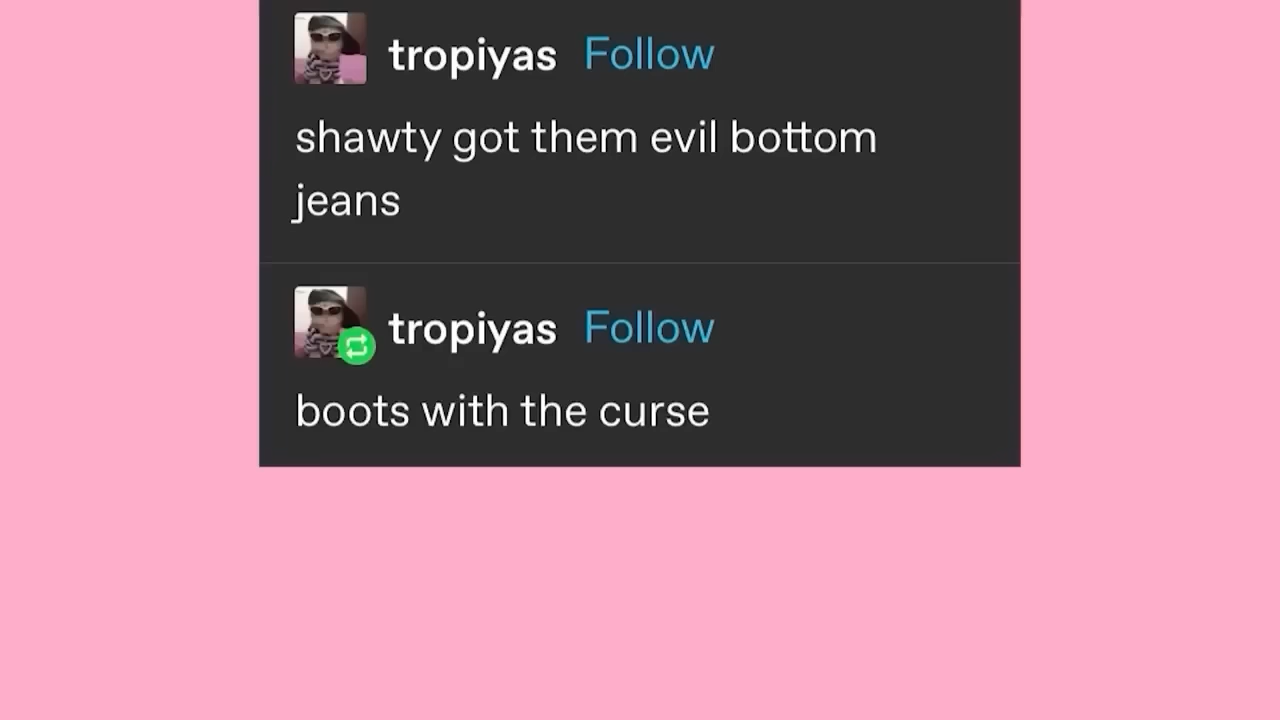 tropiyas Follow
shawty got them evil bottom
jeans
tropiyas Follow
boots with the curse